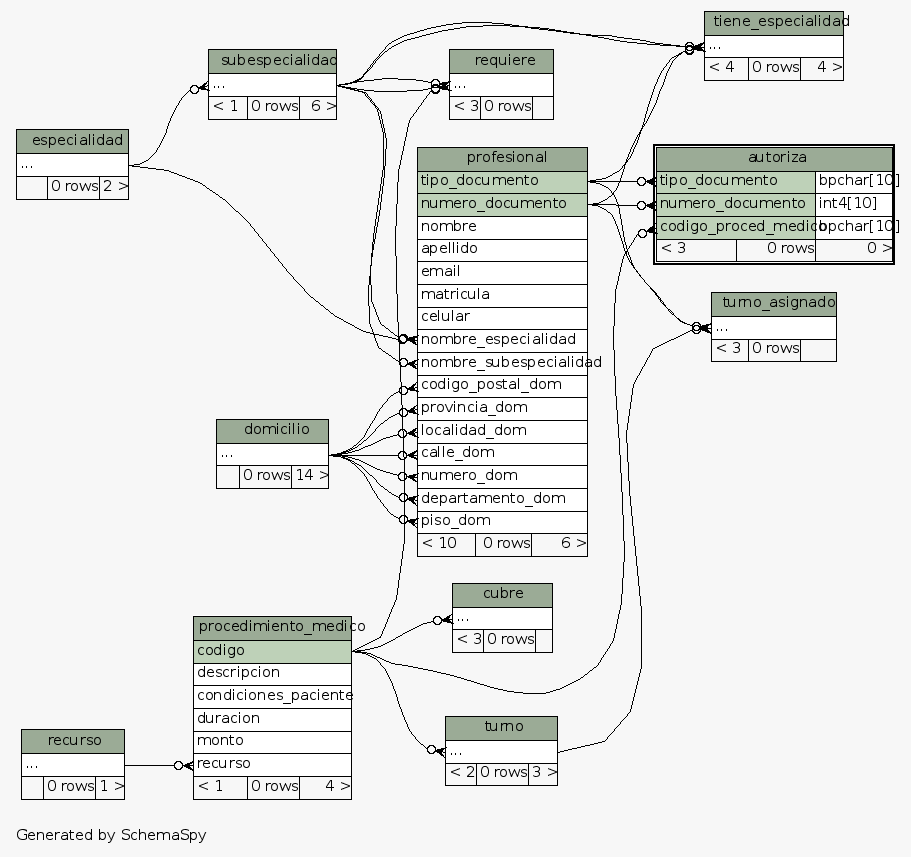 tiene_especialidad
...
< 4 0 rows 4 >
subespecialidad
...
< 1 0 rows 6 >
requiere
...
< 3 0 rows
especialidad
...
0 rows 2 >
profesional
tipo_documento
numero_documento
nombre
apellido
email
matricula
celular
nombre_especialidad
nombre_subespecialidad
codigo_postal_dom
provincia_dom
localidad_dom
calle_dom
numero_dom
departamento_dom
piso_dom
< 10 0 rows 6 >
autoriza
tipo_documento bpchar[10]
numero_documento int4[10]
codigo_proced_medico bpchar[10]
< 3 0 rows 0 >
turno_asignado
...
< 3 0 rows
domicilio
...
0 rows 14 >
cubre
...
< 3 0 rows
procedimiento_medico
codigo
descripcion
condiciones_paciente
duracion
monto
recurso
< 1 0 rows 4 >
turno
...
< 2 0 rows 3 >
recurso
...
0 rows 1 >
Generated by SchemaSpy